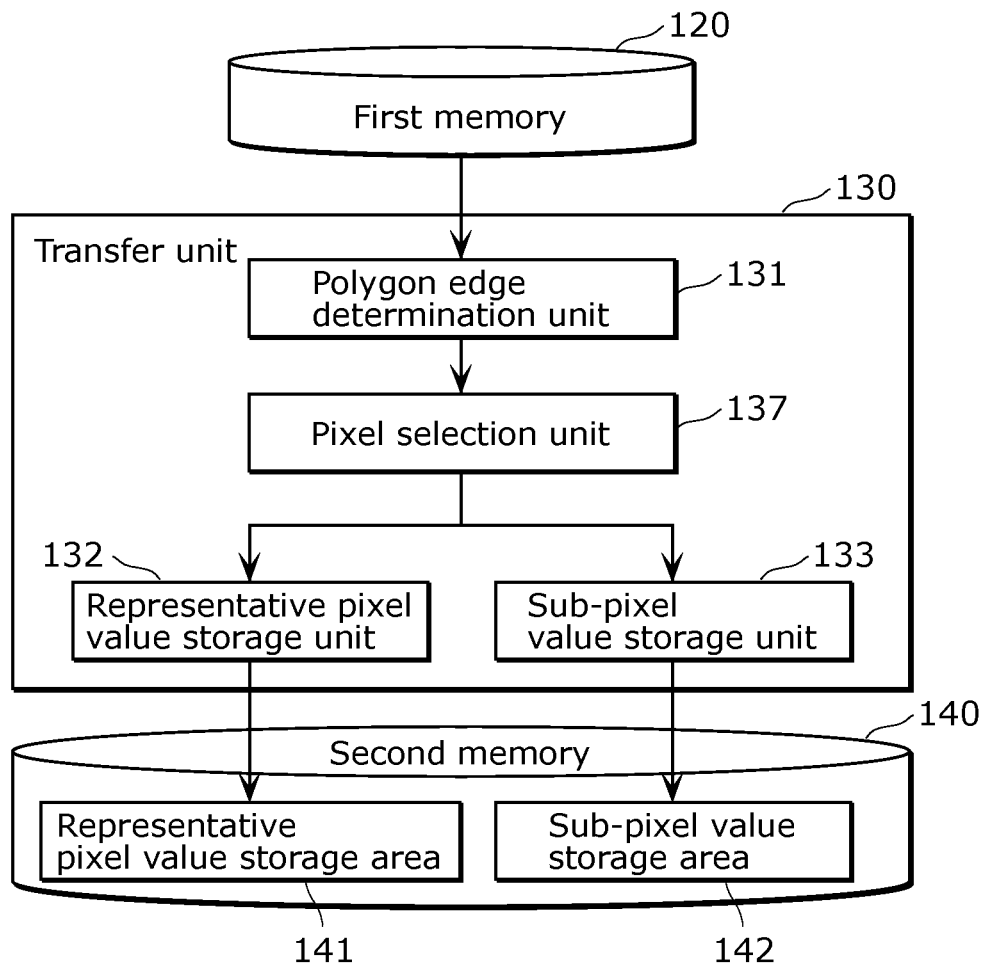 120
First memory
130
Transfer unit
Polygon edge
determination unit
131
Pixel selection unit
137
132
133
Representative pixel
value storage unit
Sub-pixel
value storage unit
140
Second memory
Representative
pixel value storage area
Sub-pixel value
storage area
141
142